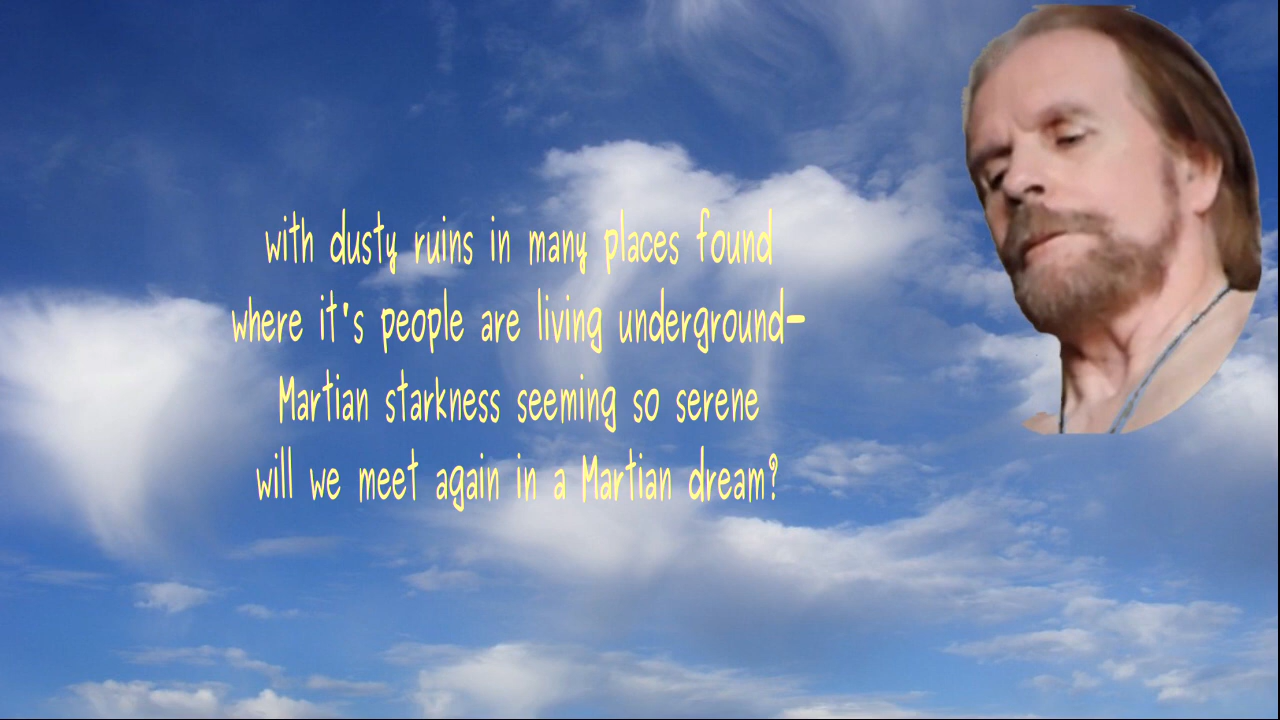 with dusty ruins in many places found
where it's people are living underground-
Martian starkness seeming so serene
will we meet again in a Martian dream?